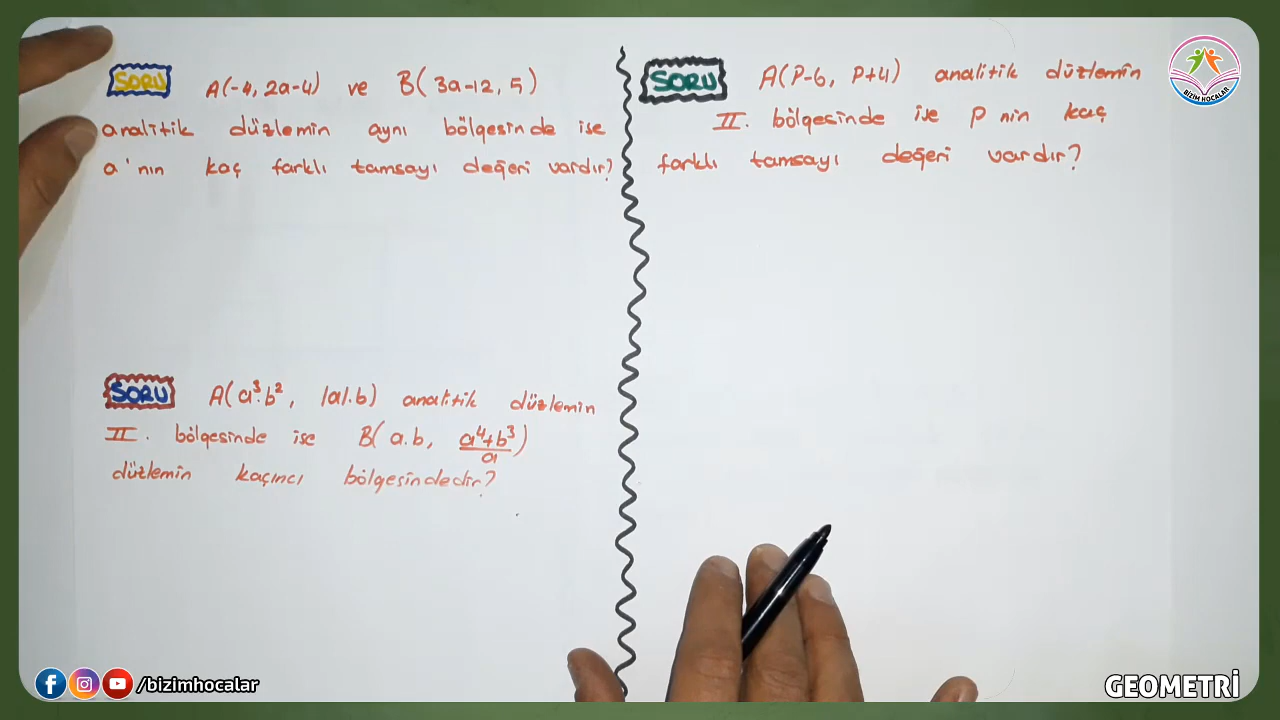 SORU A(-4, 2a-4) ve B(3a-12, 5)
analitik düzlemin aynı bölgesinde ise
a'nın kaç farklı tamsayı değeri vardır?
SORU A(a³.b², |a|.b) analitik düzlemin
II. bölgesinde ise B(a.b, (a⁴+b³)/a)
düzlemin kaçıncı bölgesindedir?
SORU A(P-6, P+4) analitik düzlemin
II. bölgesinde ise P nin kaç
farklı tamsayı değeri vardır?
BİZİM HOCALAR
/bizimhocalar
GEOMETRİ